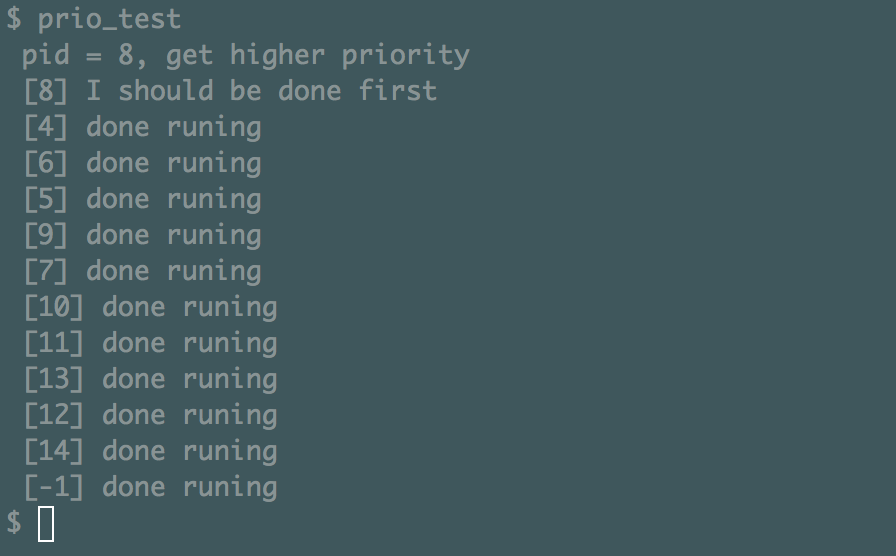 $ prio_test
pid = 8, get higher priority
[8] I should be done first
[4] done runing
[6] done runing
[5] done runing
[9] done runing
[7] done runing
[10] done runing
[11] done runing
[13] done runing
[12] done runing
[14] done runing
[-1] done runing
$